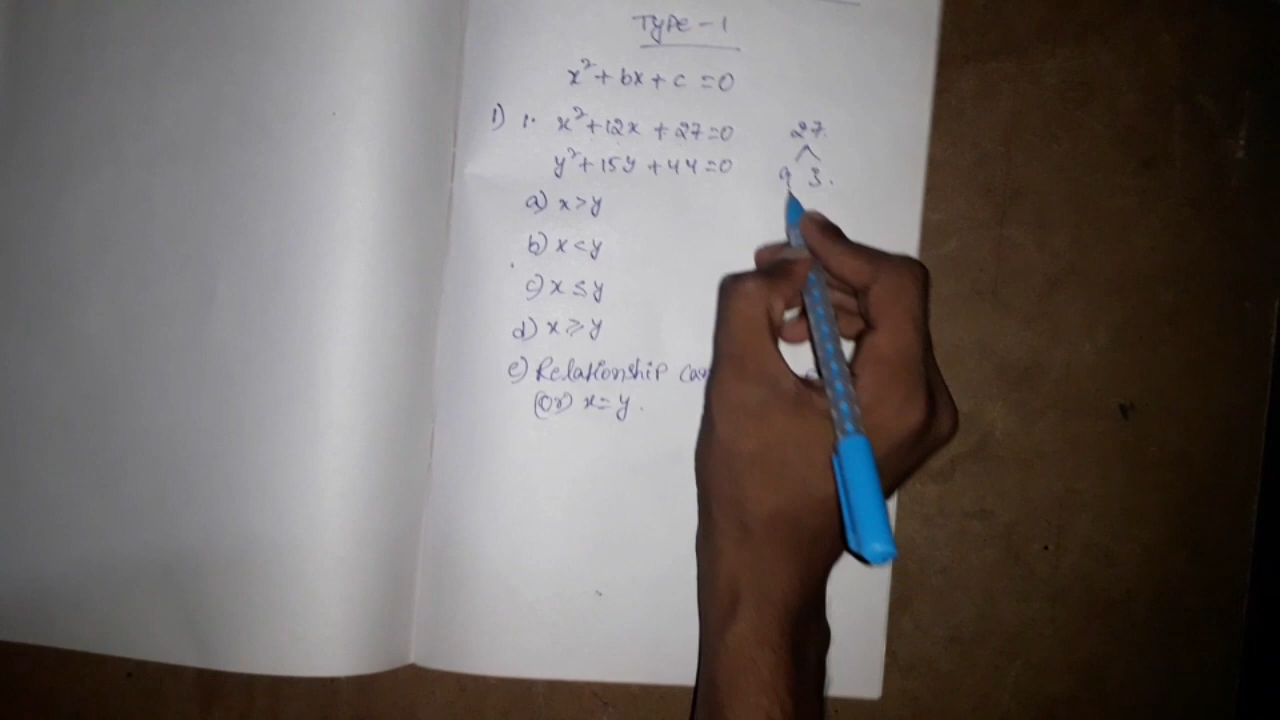 Type - 1
x² + bx + c = 0
1) 1. x² + 12x + 27 = 0
y² + 15y + 44 = 0
27.
9 3.
a) x > y
b) x < y
c) x ≤ y
d) x ≥ y
e) Relationship
(or) x = y.